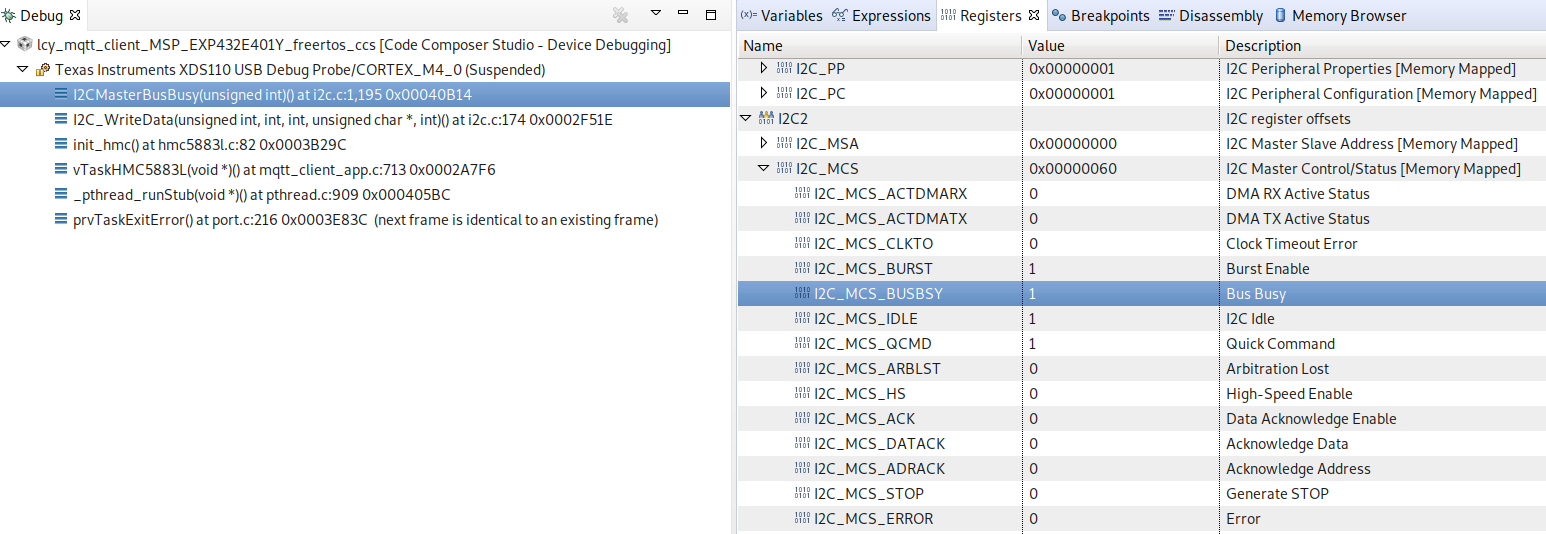 Debug
lcy_mqtt_client_MSP_EXP432E401Y_freertos_ccs [Code Composer Studio - Device Debugging]
Texas Instruments XDS110 USB Debug Probe/CORTEX_M4_0 (Suspended)
I2CMasterBusBusy(unsigned int)() at i2c.c:1,195 0x00040B14
I2C_WriteData(unsigned int, int, int, unsigned char *, int)() at i2c.c:174 0x0002F51E
init_hmc() at hmc5883l.c:82 0x0003B29C
vTaskHMC5883L(void *)() at mqtt_client_app.c:713 0x0002A7F6
_pthread_runStub(void *)() at pthread.c:909 0x000405BC
prvTaskExitError() at port.c:216 0x0003E83C (next frame is identical to an existing frame)
(x)= Variables Expressions Registers Breakpoints Disassembly Memory Browser
Name Value Description
I2C_PP 0x00000001 I2C Peripheral Properties [Memory Mapped]
I2C_PC 0x00000001 I2C Peripheral Configuration [Memory Mapped]
I2C2 I2C register offsets
I2C_MSA 0x00000000 I2C Master Slave Address [Memory Mapped]
I2C_MCS 0x00000060 I2C Master Control/Status [Memory Mapped]
I2C_MCS_ACTDMARX 0 DMA RX Active Status
I2C_MCS_ACTDMATX 0 DMA TX Active Status
I2C_MCS_CLKTO 0 Clock Timeout Error
I2C_MCS_BURST 1 Burst Enable
I2C_MCS_BUSBSY 1 Bus Busy
I2C_MCS_IDLE 1 I2C Idle
I2C_MCS_QCMD 1 Quick Command
I2C_MCS_ARBLST 0 Arbitration Lost
I2C_MCS_HS 0 High-Speed Enable
I2C_MCS_ACK 0 Data Acknowledge Enable
I2C_MCS_DATACK 0 Acknowledge Data
I2C_MCS_ADRACK 0 Acknowledge Address
I2C_MCS_STOP 0 Generate STOP
I2C_MCS_ERROR 0 Error